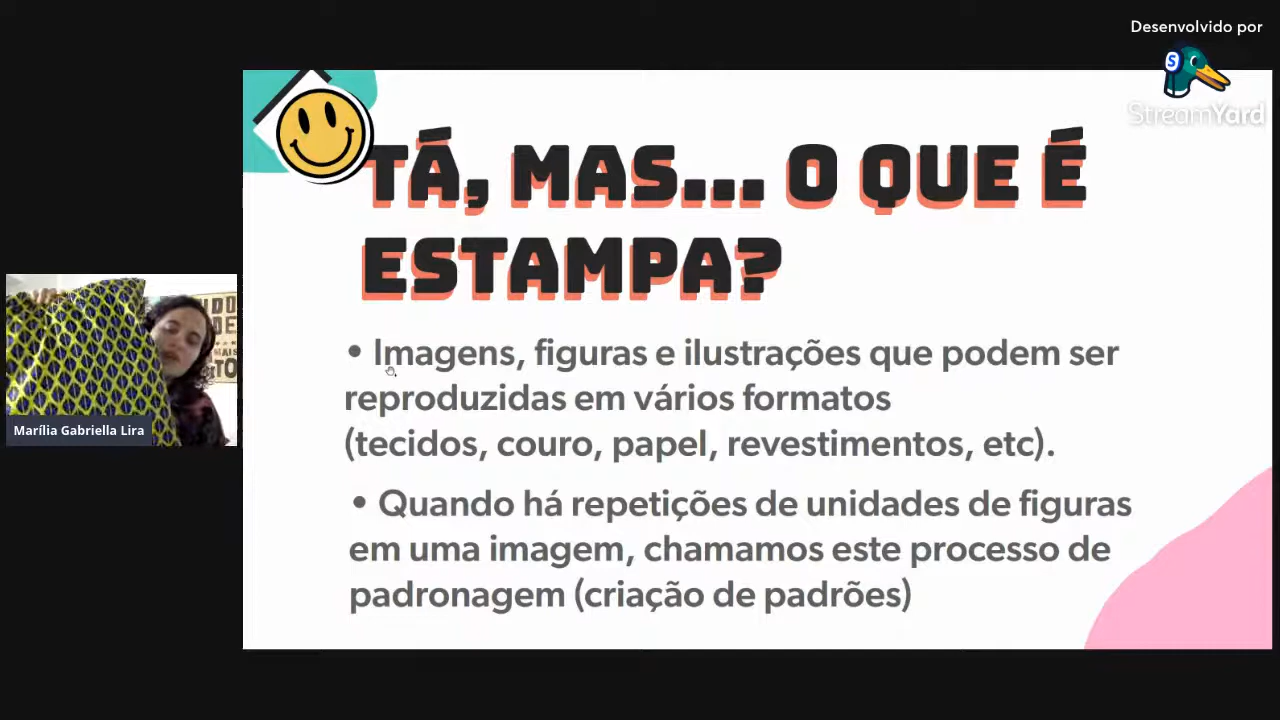 Desenvolvido por
StreamYard
TÁ, MAS... O QUE É
ESTAMPA?
• Imagens, figuras e ilustrações que podem ser
reproduzidas em vários formatos
(tecidos, couro, papel, revestimentos, etc).
• Quando há repetições de unidades de figuras
em uma imagem, chamamos este processo de
padronagem (criação de padrões)
Marília Gabriella Lira